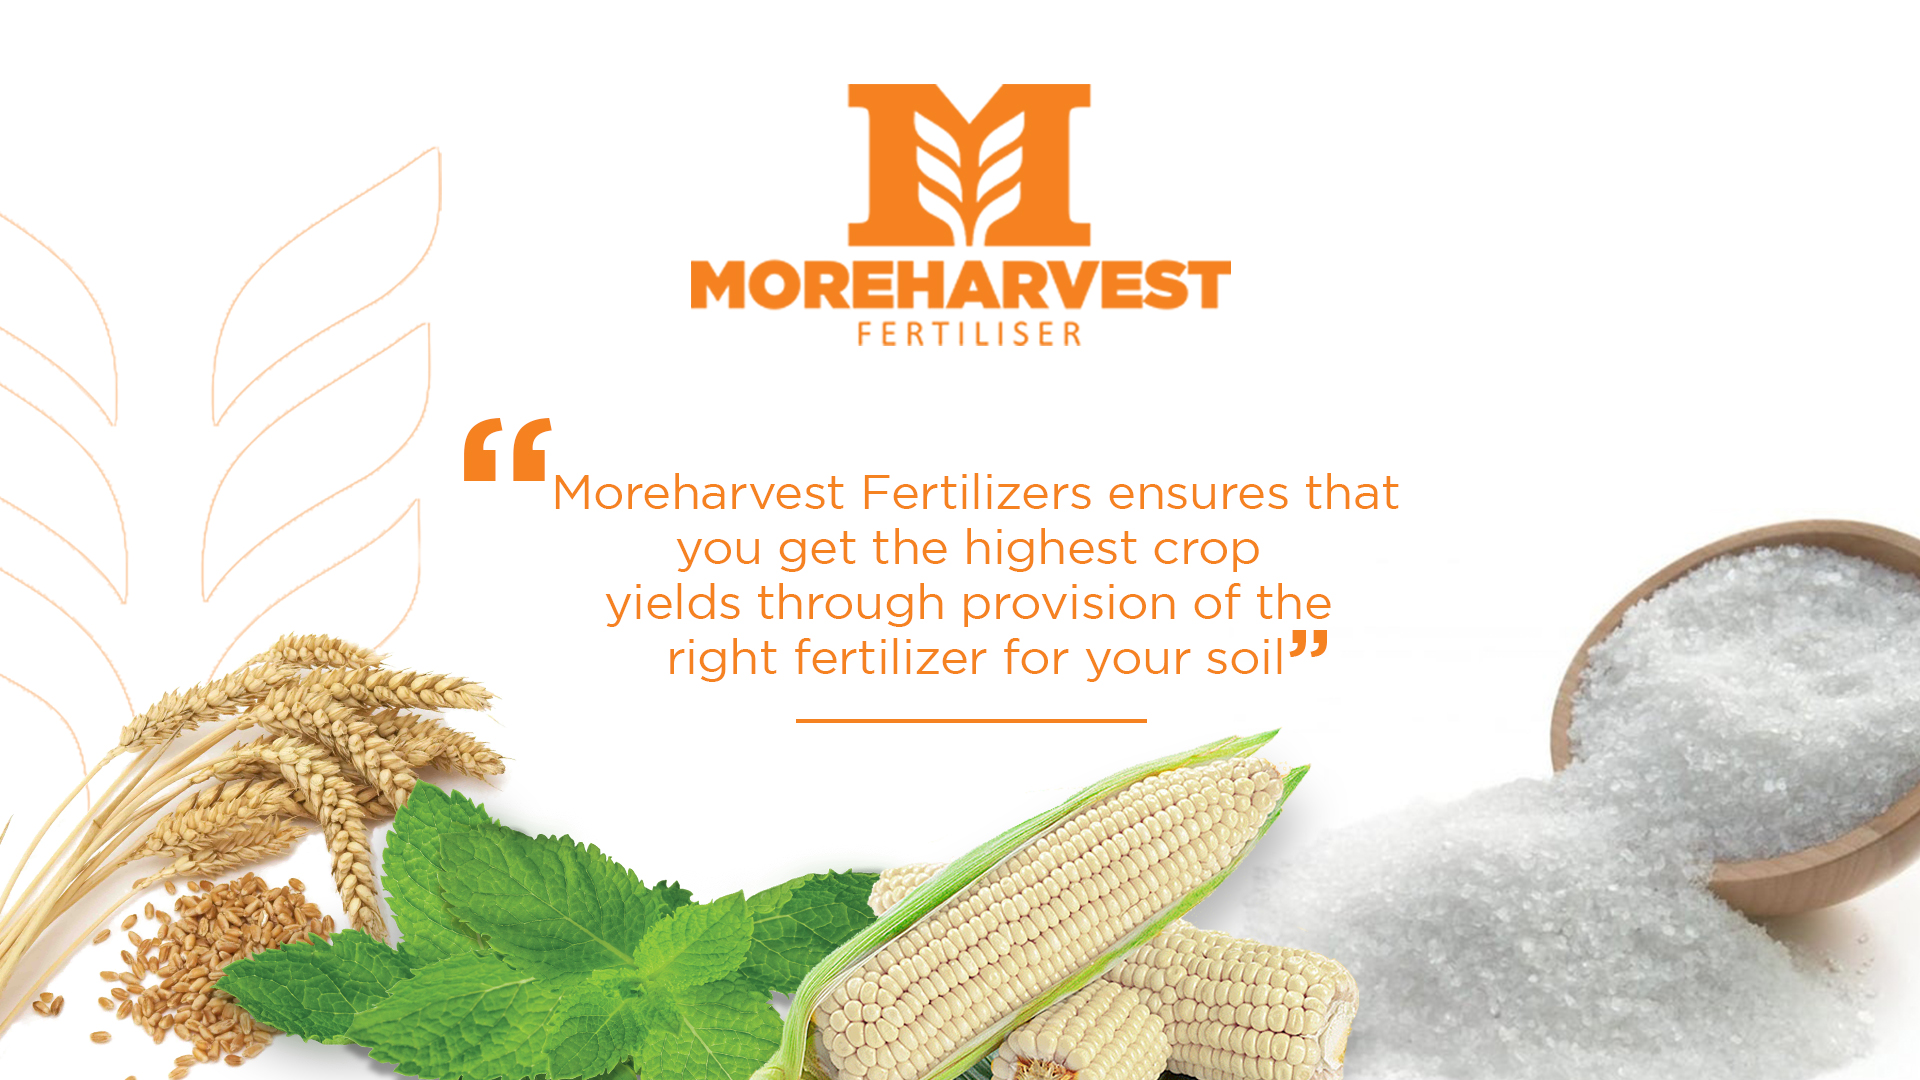 M
MOREHARVEST
FERTILISER
“Moreharvest Fertilizers ensures that
you get the highest crop
yields through provision of the
right fertilizer for your soil”